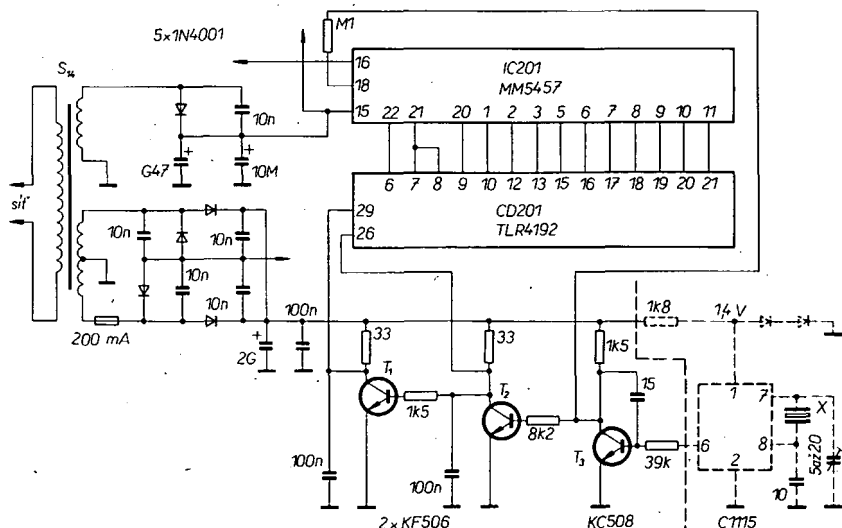 5×1N4001
M1
S₁₄
16
18
15
IC201
MM5457
22 21 20 1 2 3 5 6 7 8 9 10 11
10n
G47
10M
síť
6 7 8 9 10 12 13 15 16 17 18 19 20 21
29
26
CD201
TLR4192
10n
10n
10n
10n
200 mA
2G
100n
33
33
1k5
1k8
1,4 V
T₁
T₂
T₃
1k5
8k2
15
39k
100n
100n
6
1
2
7
8
X
5až20
10
2×KF506
KC508
C1115